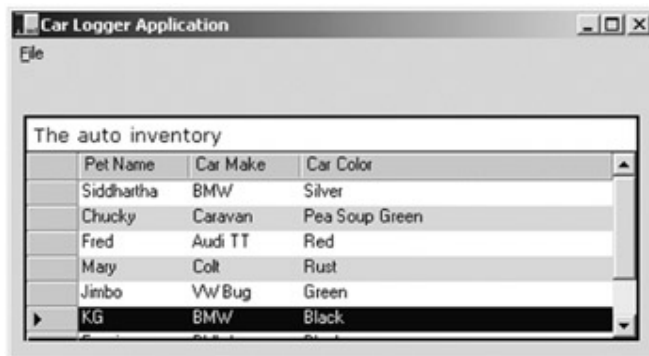 Car Logger Application
File
The auto inventory
Pet Name Car Make Car Color
Siddhartha BMW Silver
Chucky Caravan Pea Soup Green
Fred Audi TT Red
Mary Colt Rust
Jimbo VW Bug Green
KG BMW Black